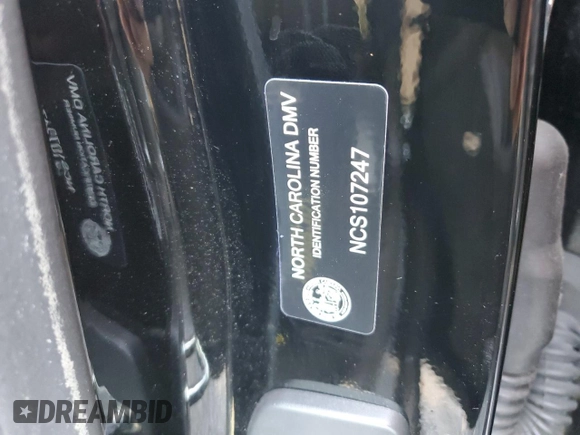 NORTH CAROLINA DMV
IDENTIFICATION NUMBER
NCS107247
DREAMBID